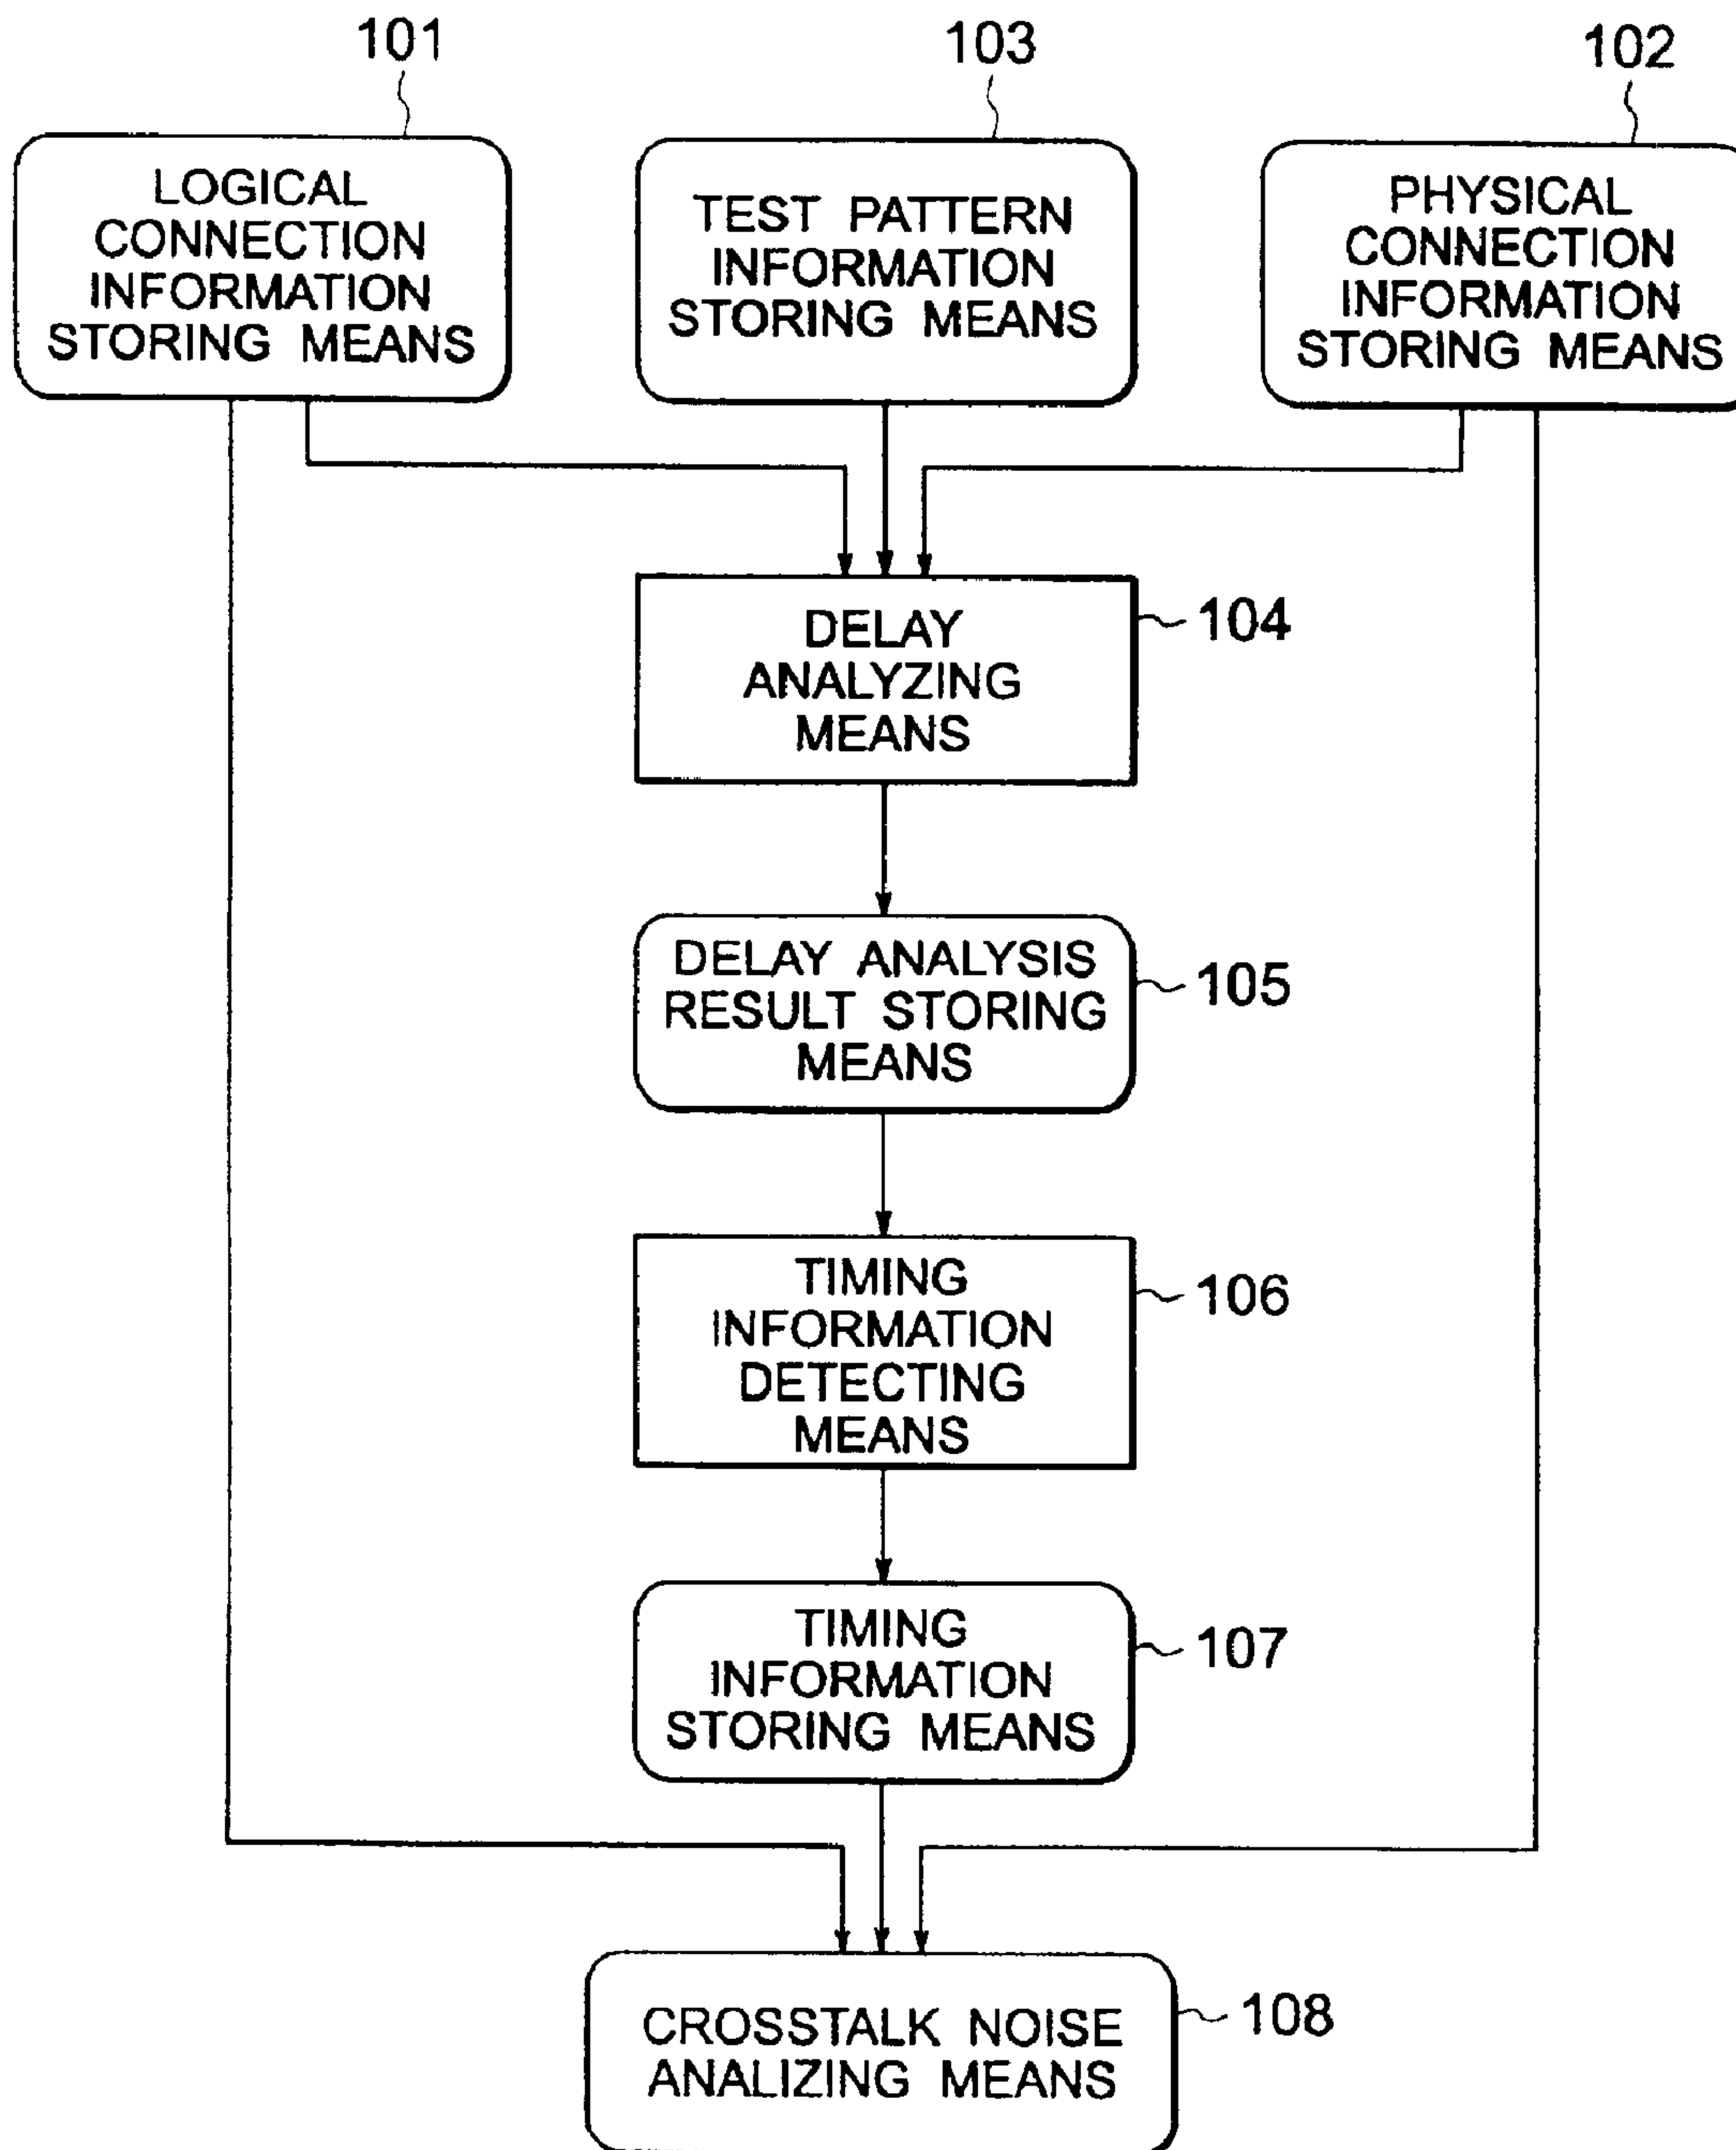 101
103
102
LOGICAL
CONNECTION
INFORMATION
STORING MEANS
TEST PATTERN
INFORMATION
STORING MEANS
PHYSICAL
CONNECTION
INFORMATION
STORING MEANS
DELAY
ANALYZING
MEANS
104
DELAY ANALYSIS
RESULT STORING
MEANS
105
TIMING
INFORMATION
DETECTING
MEANS
106
TIMING
INFORMATION
STORING MEANS
107
CROSSTALK NOISE
ANALIZING MEANS
108